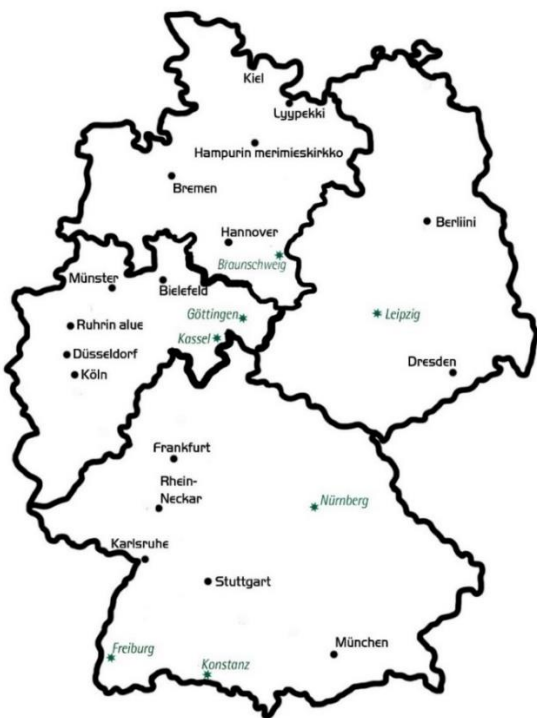 Kiel
Lyypekki
Hampurin merimieskirkko
Bremen
Berliini
Hannover
Braunschweig
Münster
Bielefeld
Göttingen
Leipzig
Ruhrin alue
Kassel
Düsseldorf
Dresden
Köln
Frankfurt
Rhein-
Neckar
Nürnberg
Karlsruhe
Stuttgart
Freiburg
München
Konstanz